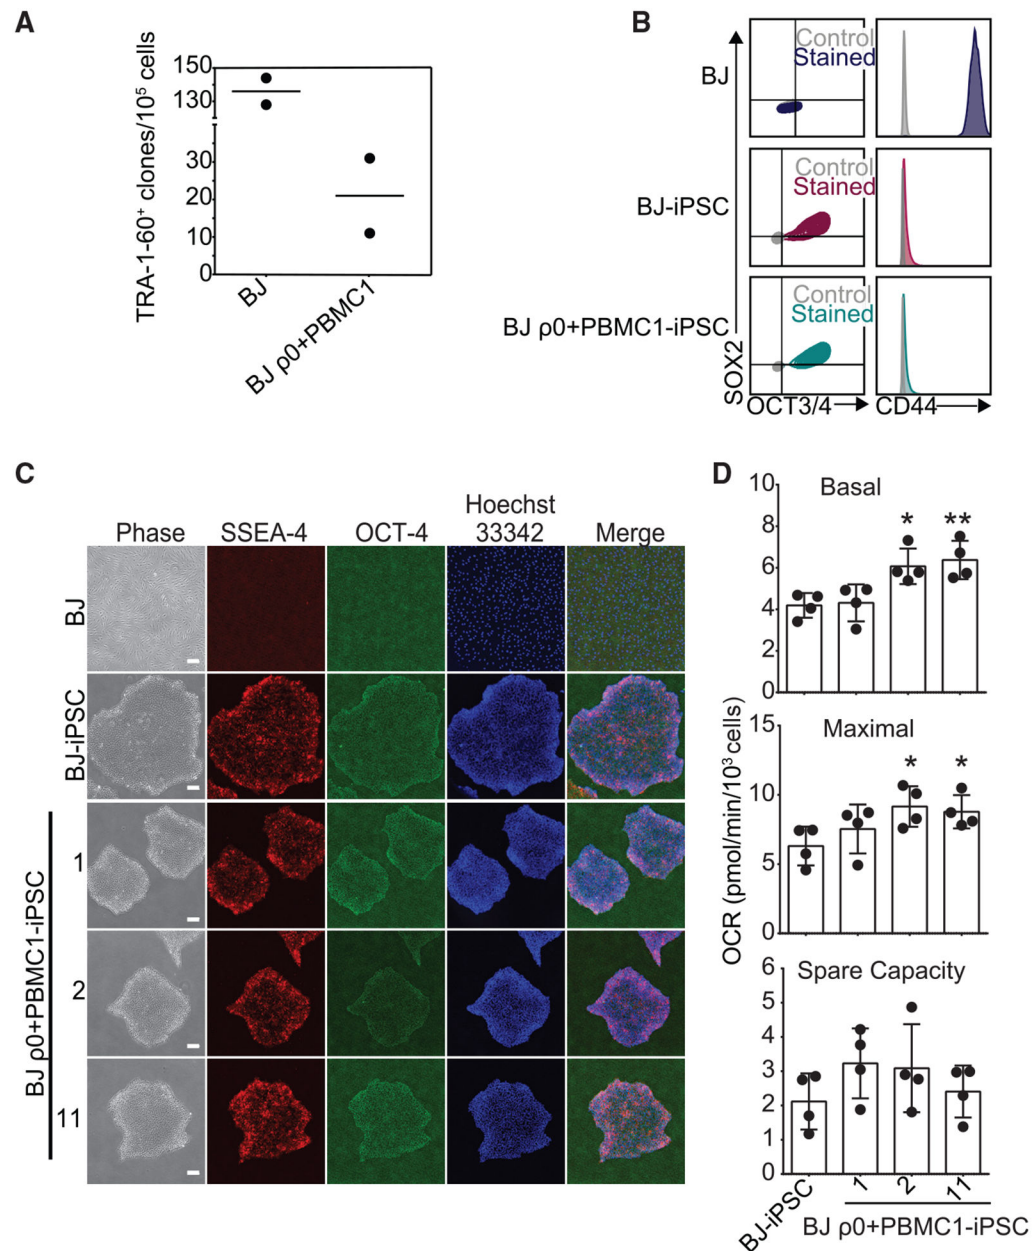 A
TRA-1-60⁺ clones/10⁵ cells
150
130
30
20
10
0
BJ
BJ ρ0+PBMC1
B
BJ
Control
Stained
BJ-iPSC
Control
Stained
BJ ρ0+PBMC1-iPSC
Control
Stained
SOX2
OCT3/4
CD44
C
Phase
SSEA-4
OCT-4
Hoechst
33342
Merge
BJ
BJ-iPSC
BJ ρ0+PBMC1-iPSC
1
2
11
D
OCR (pmol/min/10³ cells)
Basal
10
8
6
4
2
0
*
**
Maximal
15
10
5
0
*
*
Spare Capacity
6
5
4
3
2
1
0
BJ-iPSC
1
2
11
BJ ρ0+PBMC1-iPSC